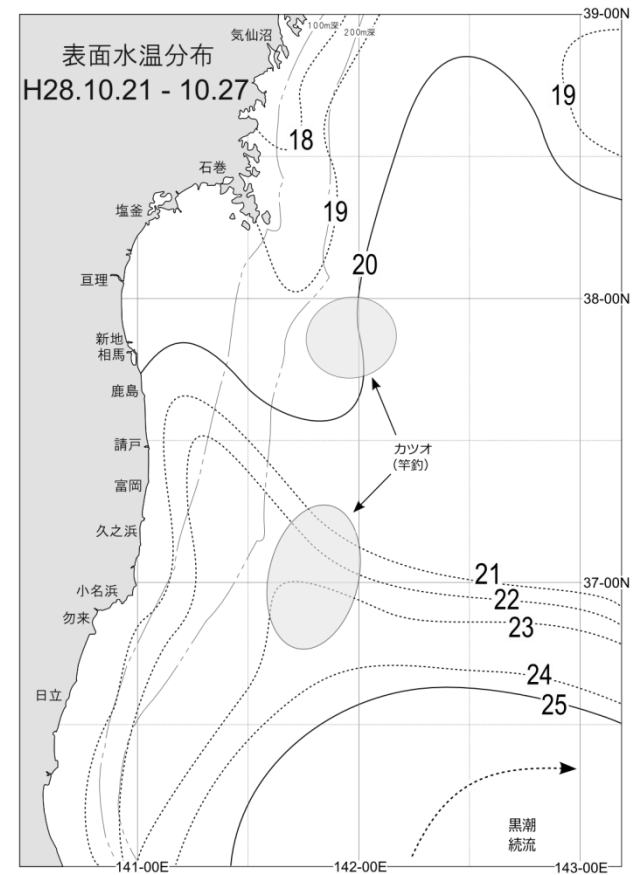 39-00N
気仙沼
100m深
200m深
表面水温分布
H28.10.21 - 10.27
19
18
石巻
19
塩釜
20
亘理
38-00N
新地
相馬
鹿島
請戸
カツオ
(竿釣)
富岡
久之浜
21
37-00N
小名浜
22
勿来
23
24
日立
25
黒潮
続流
141-00E
142-00E
143-00E